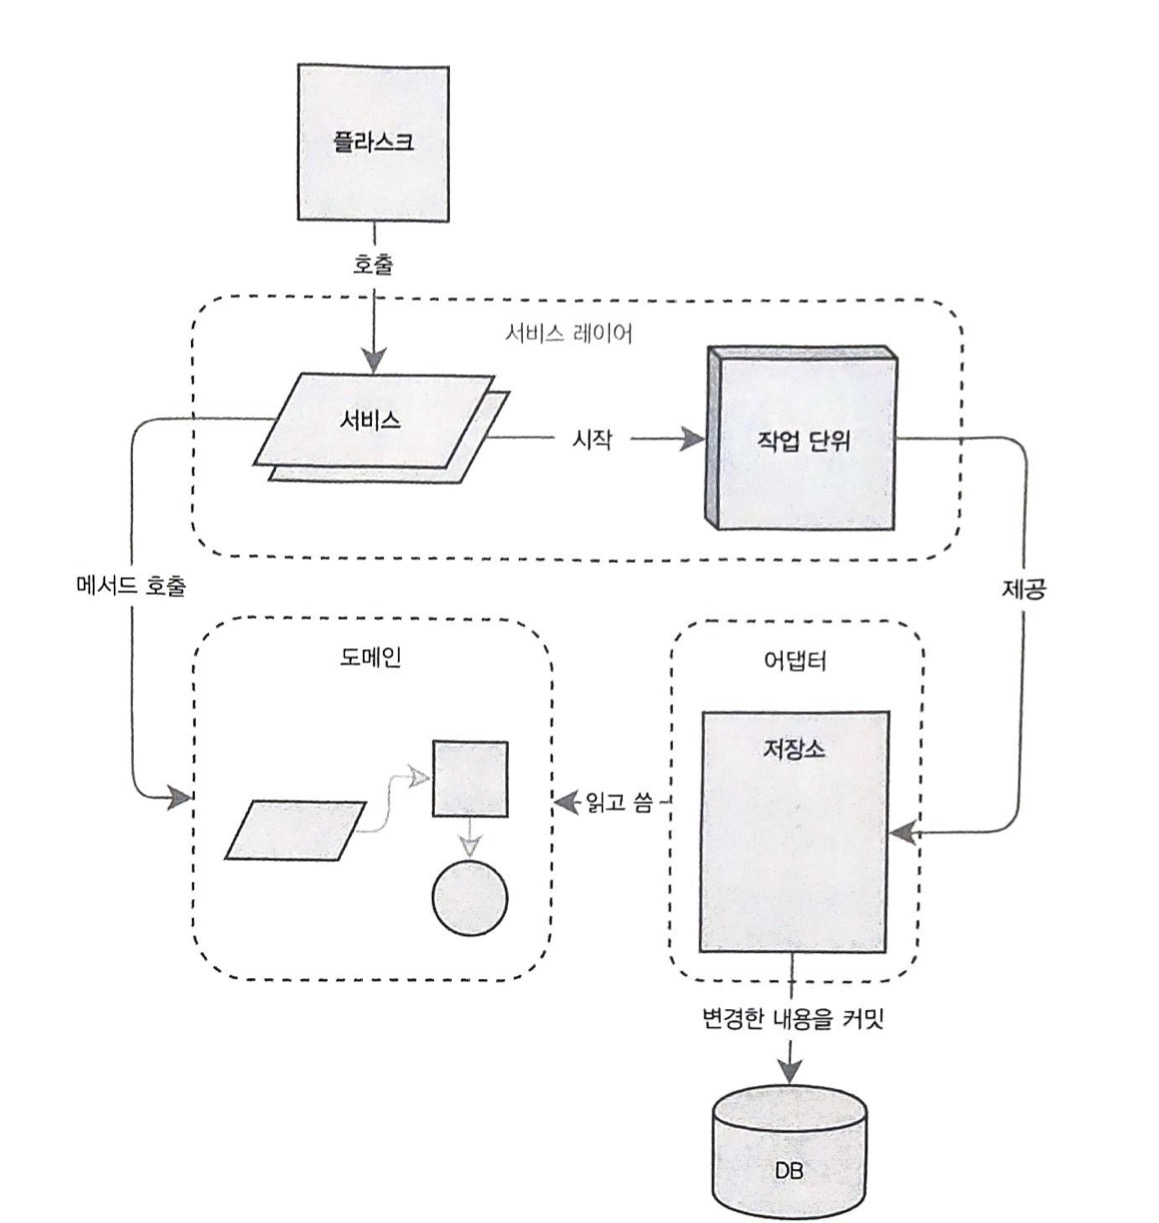 플라스크
호출
서비스 레이어
서비스
시작
작업 단위
메서드 호출
제공
도메인
어댑터
저장소
읽고 씀
변경한 내용을 커밋
DB